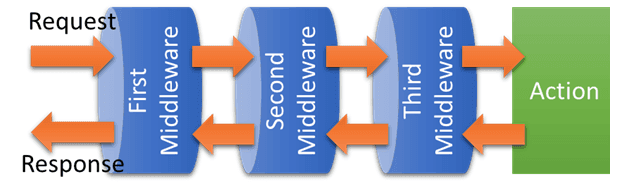 Request
Response
First
Middleware
Second
Middleware
Third
Middleware
Action